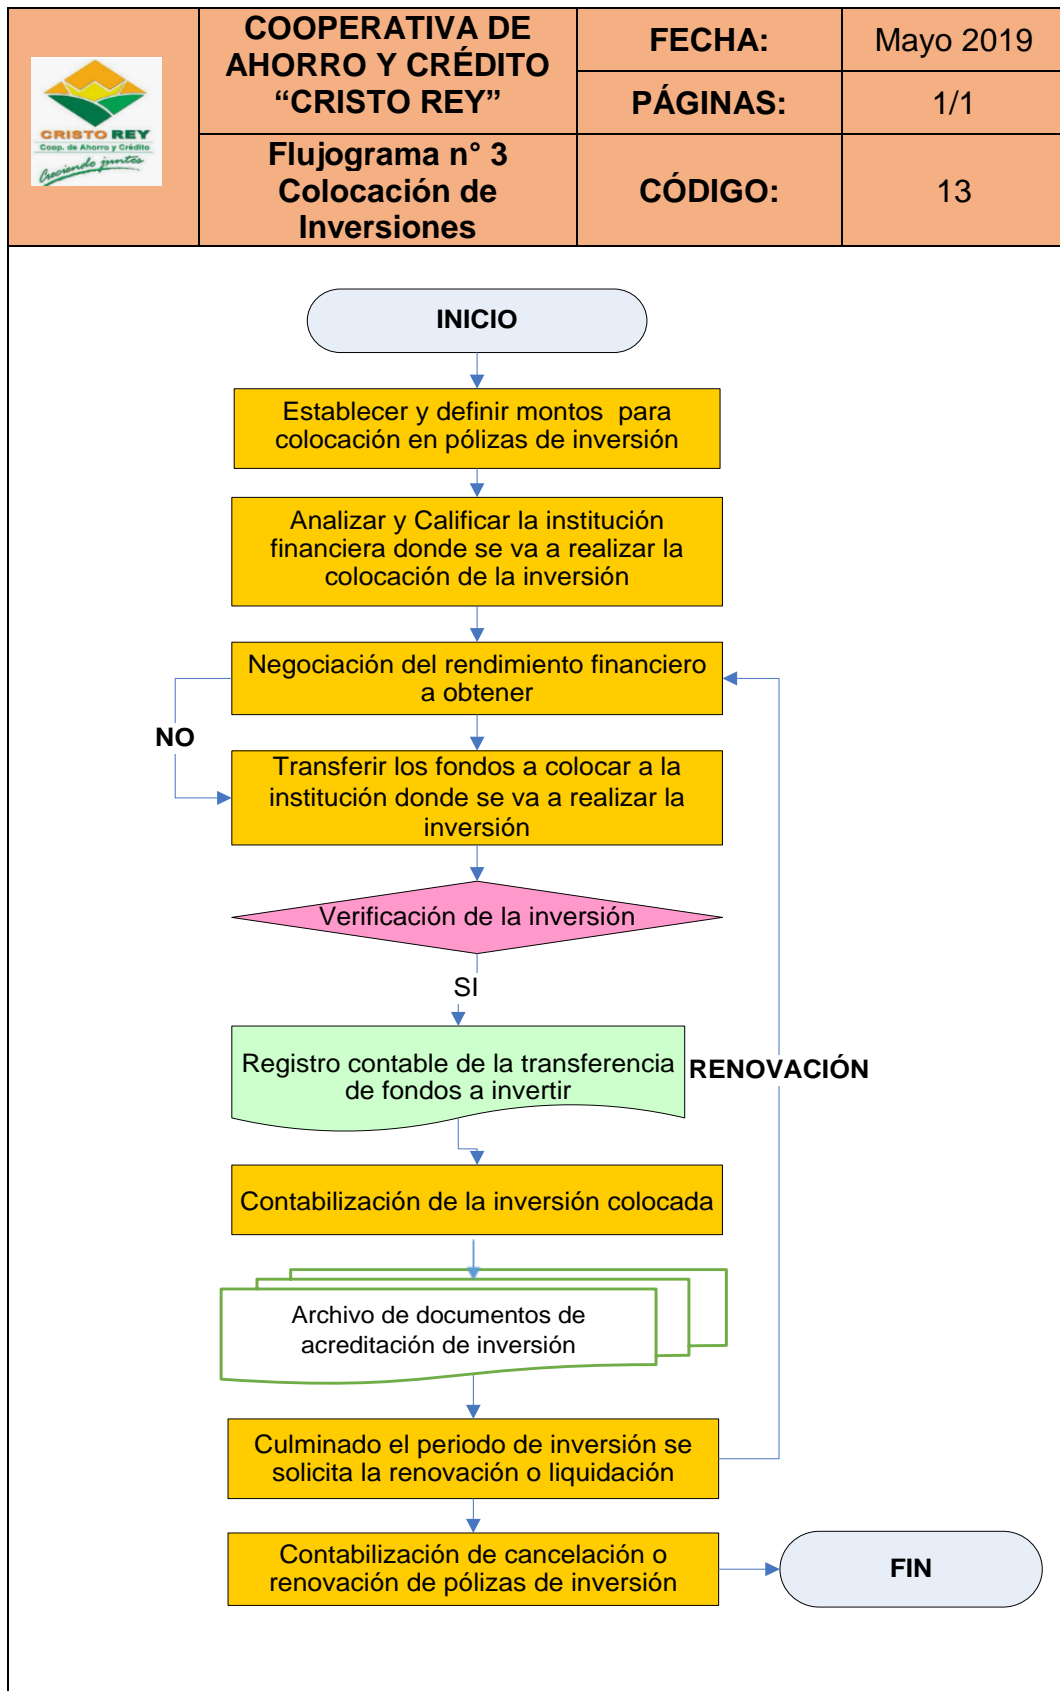 COOPERATIVA DE
AHORRO Y CRÉDITO
“CRISTO REY”
FECHA:
Mayo 2019
PÁGINAS:
1/1
CRISTO REY
Coop. de Ahorro y Crédito
Creciendo juntos
Flujograma n° 3
Colocación de
Inversiones
CÓDIGO:
13
INICIO
Establecer y definir montos para
colocación en pólizas de inversión
Analizar y Calificar la institución
financiera donde se va a realizar la
colocación de la inversión
Negociación del rendimiento financiero
a obtener
NO
Transferir los fondos a colocar a la
institución donde se va a realizar la
inversión
Verificación de la inversión
SI
Registro contable de la transferencia
de fondos a invertir
RENOVACIÓN
Contabilización de la inversión colocada
Archivo de documentos de
acreditación de inversión
Culminado el periodo de inversión se
solicita la renovación o liquidación
Contabilización de cancelación o
renovación de pólizas de inversión
FIN